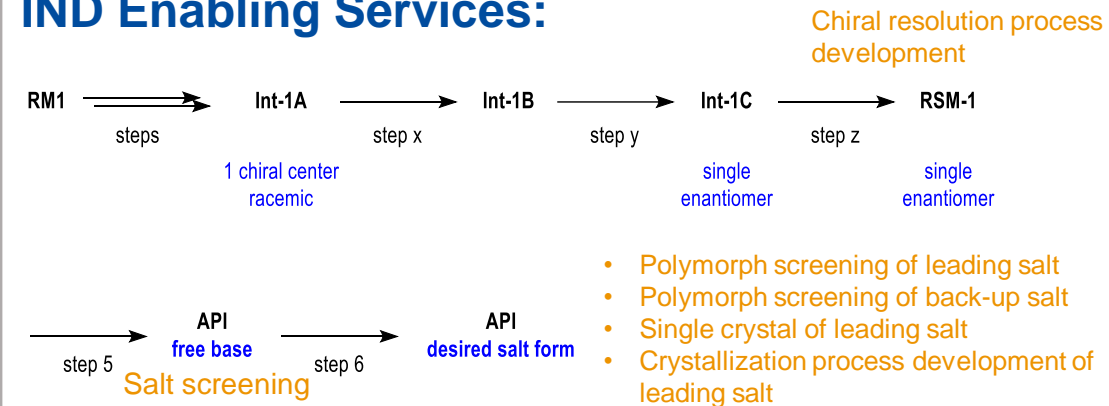 IND Enabling Services:
Chiral resolution process
development
RM1 Int-1A Int-1B Int-1C RSM-1
steps step x step y step z
1 chiral center
racemic
single
enantiomer
single
enantiomer
• Polymorph screening of leading salt
• Polymorph screening of back-up salt
• Single crystal of leading salt
• Crystallization process development of
leading salt
API
free base
API
desired salt form
step 5 step 6
Salt screening